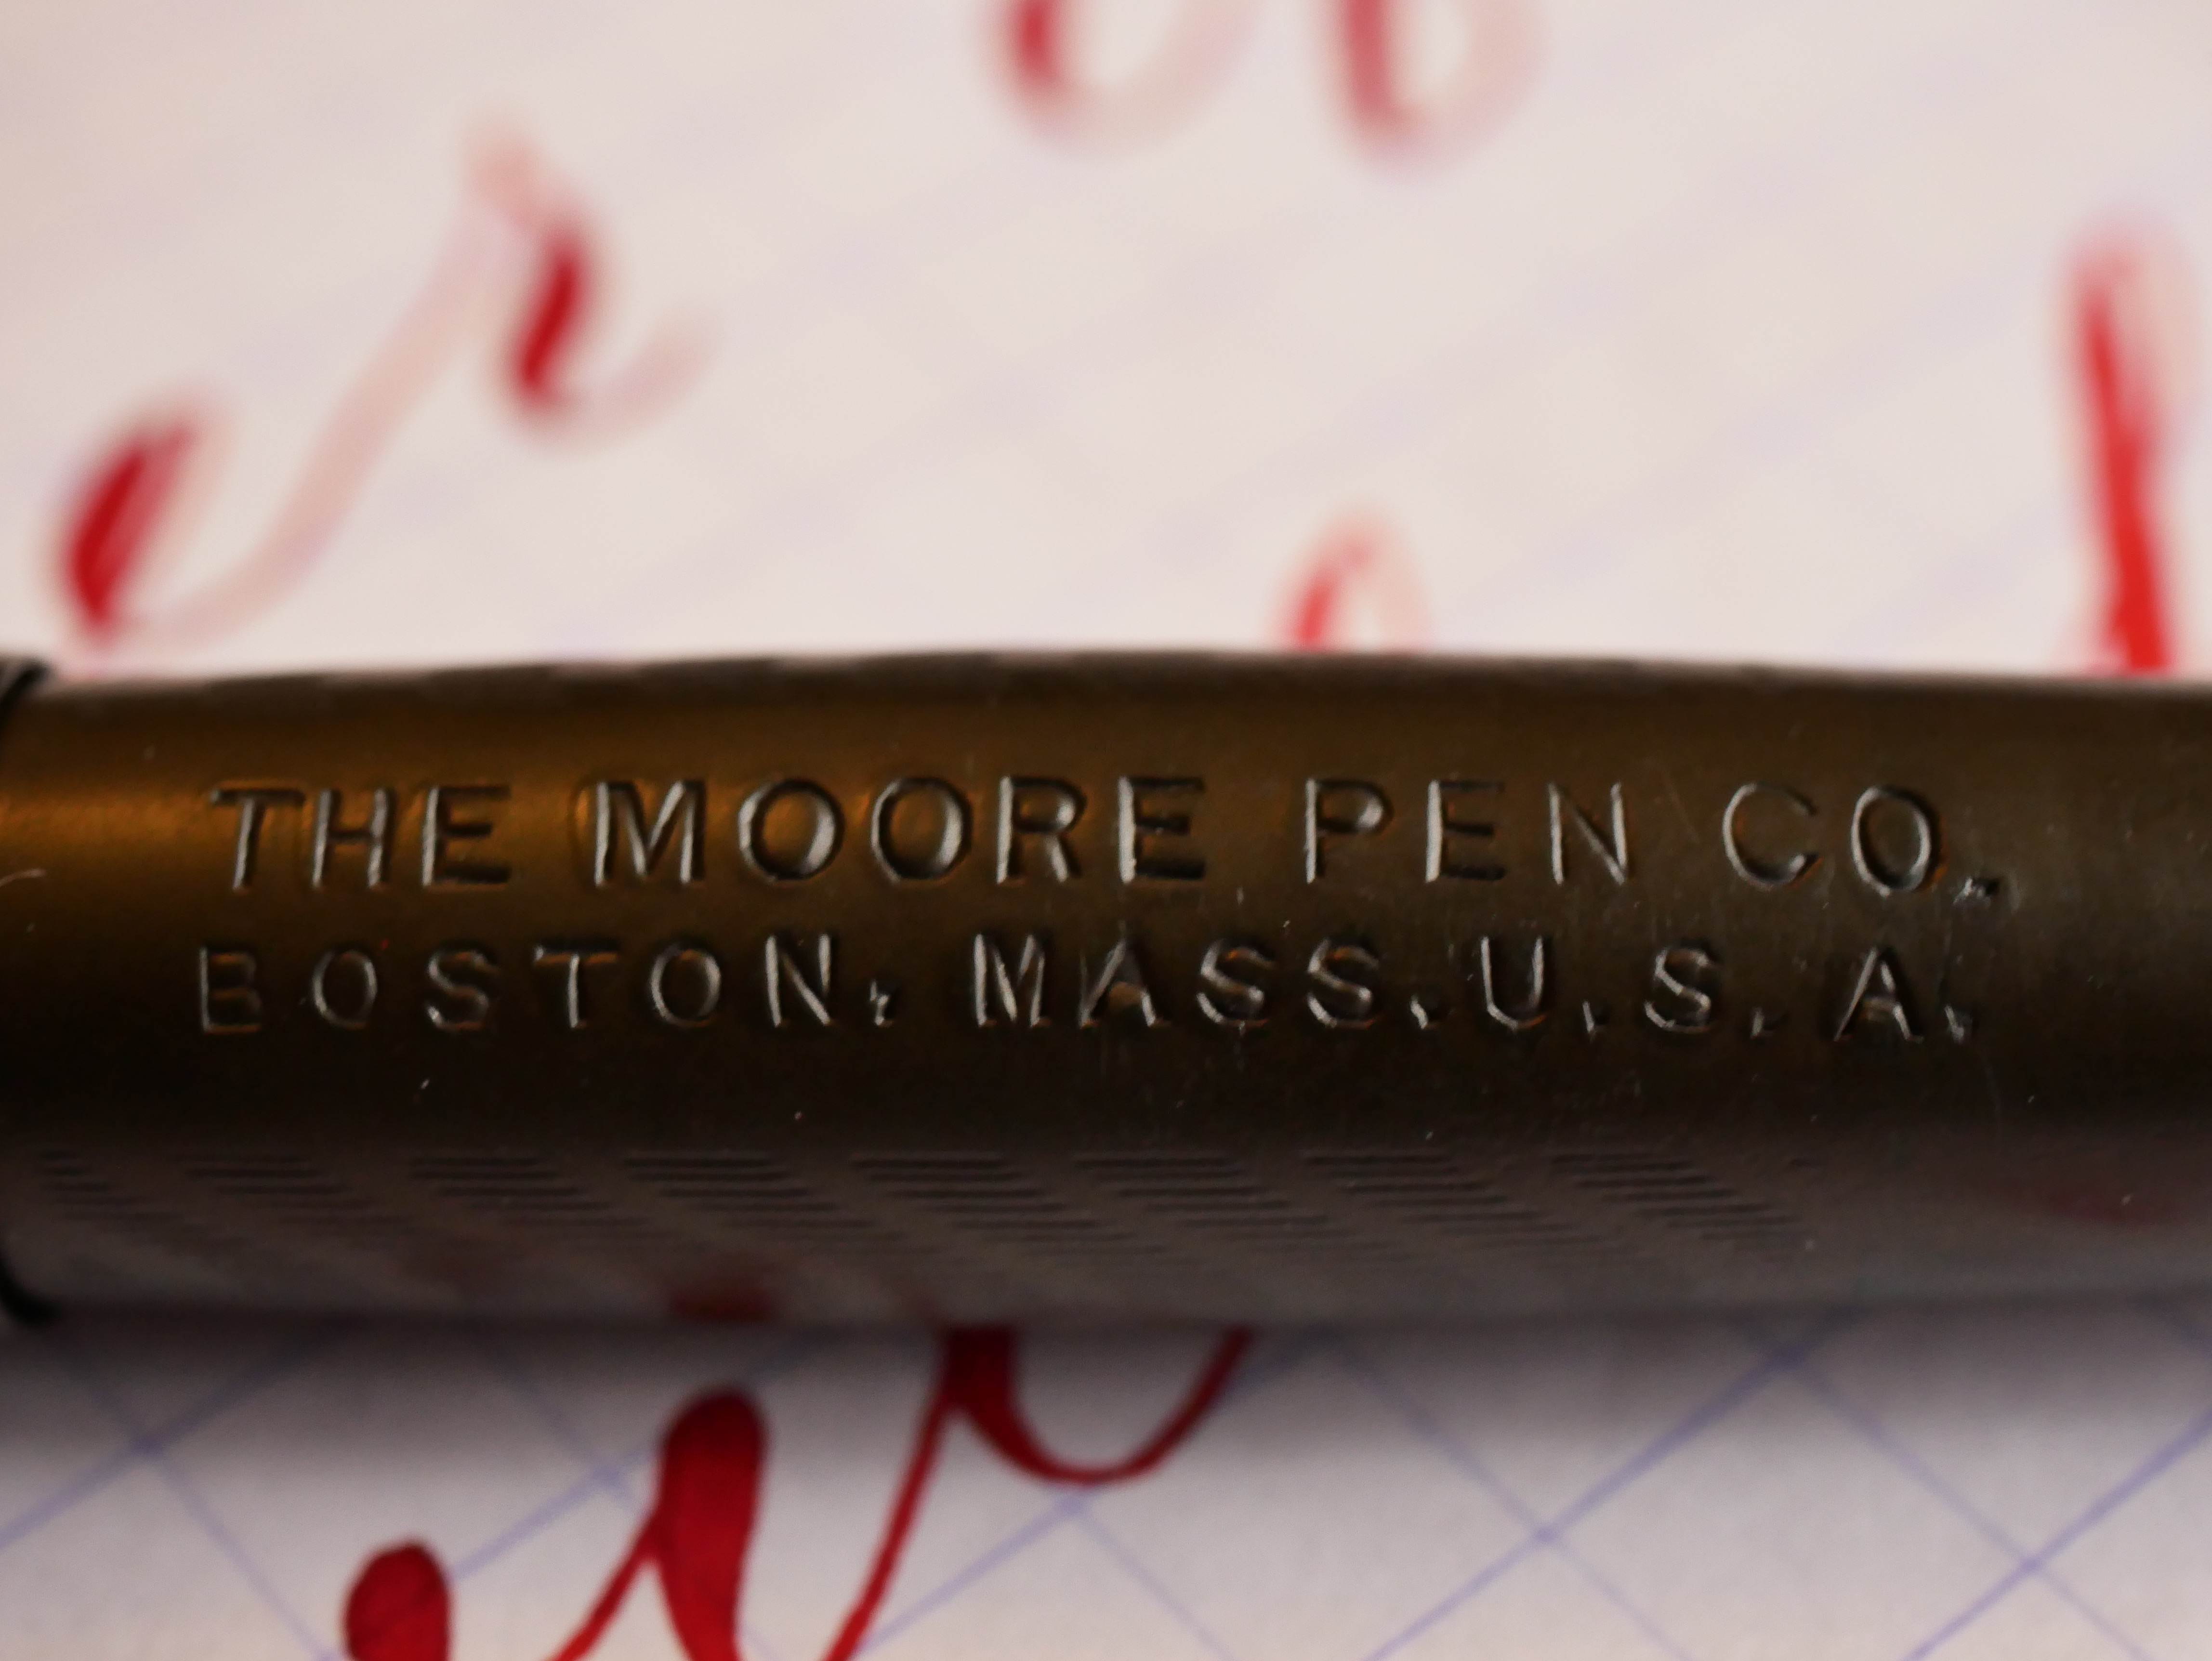 THE MOORE PEN CO.
BOSTON, MASS.U.S.A.